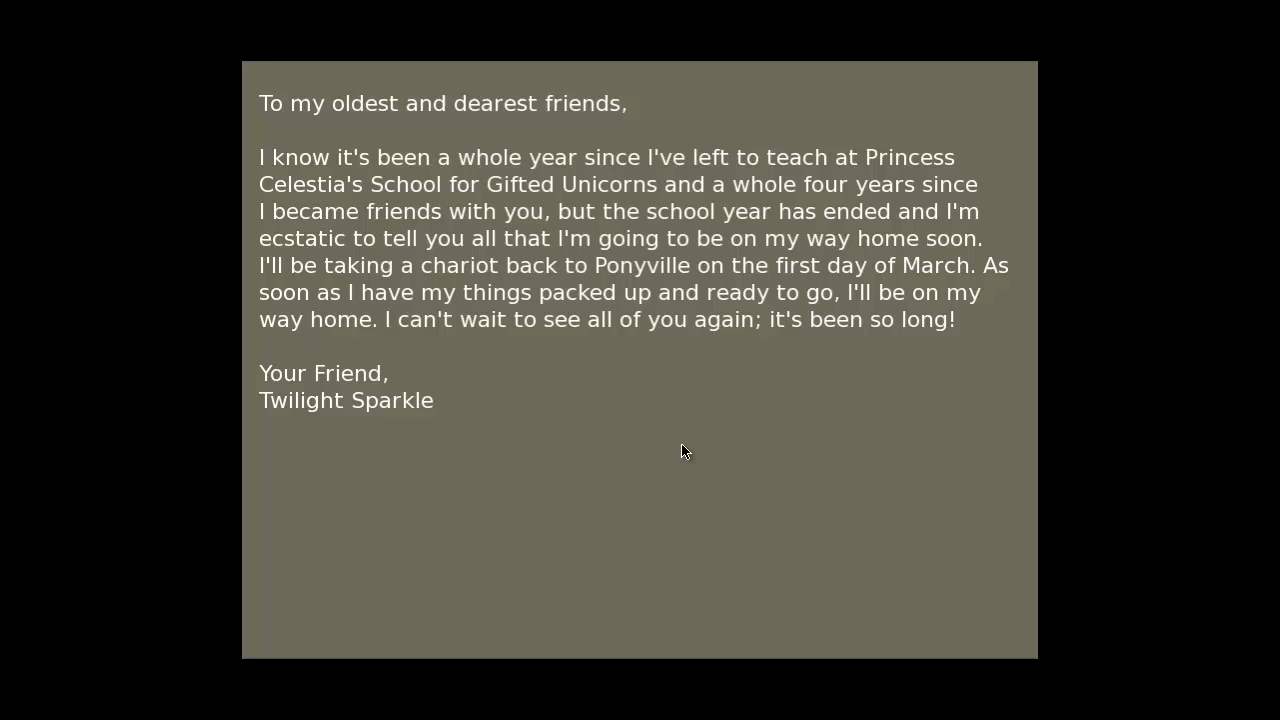 To my oldest and dearest friends,
I know it's been a whole year since I've left to teach at Princess
Celestia's School for Gifted Unicorns and a whole four years since
I became friends with you, but the school year has ended and I'm
ecstatic to tell you all that I'm going to be on my way home soon.
I'll be taking a chariot back to Ponyville on the first day of March. As
soon as I have my things packed up and ready to go, I'll be on my
way home. I can't wait to see all of you again; it's been so long!
Your Friend,
Twilight Sparkle